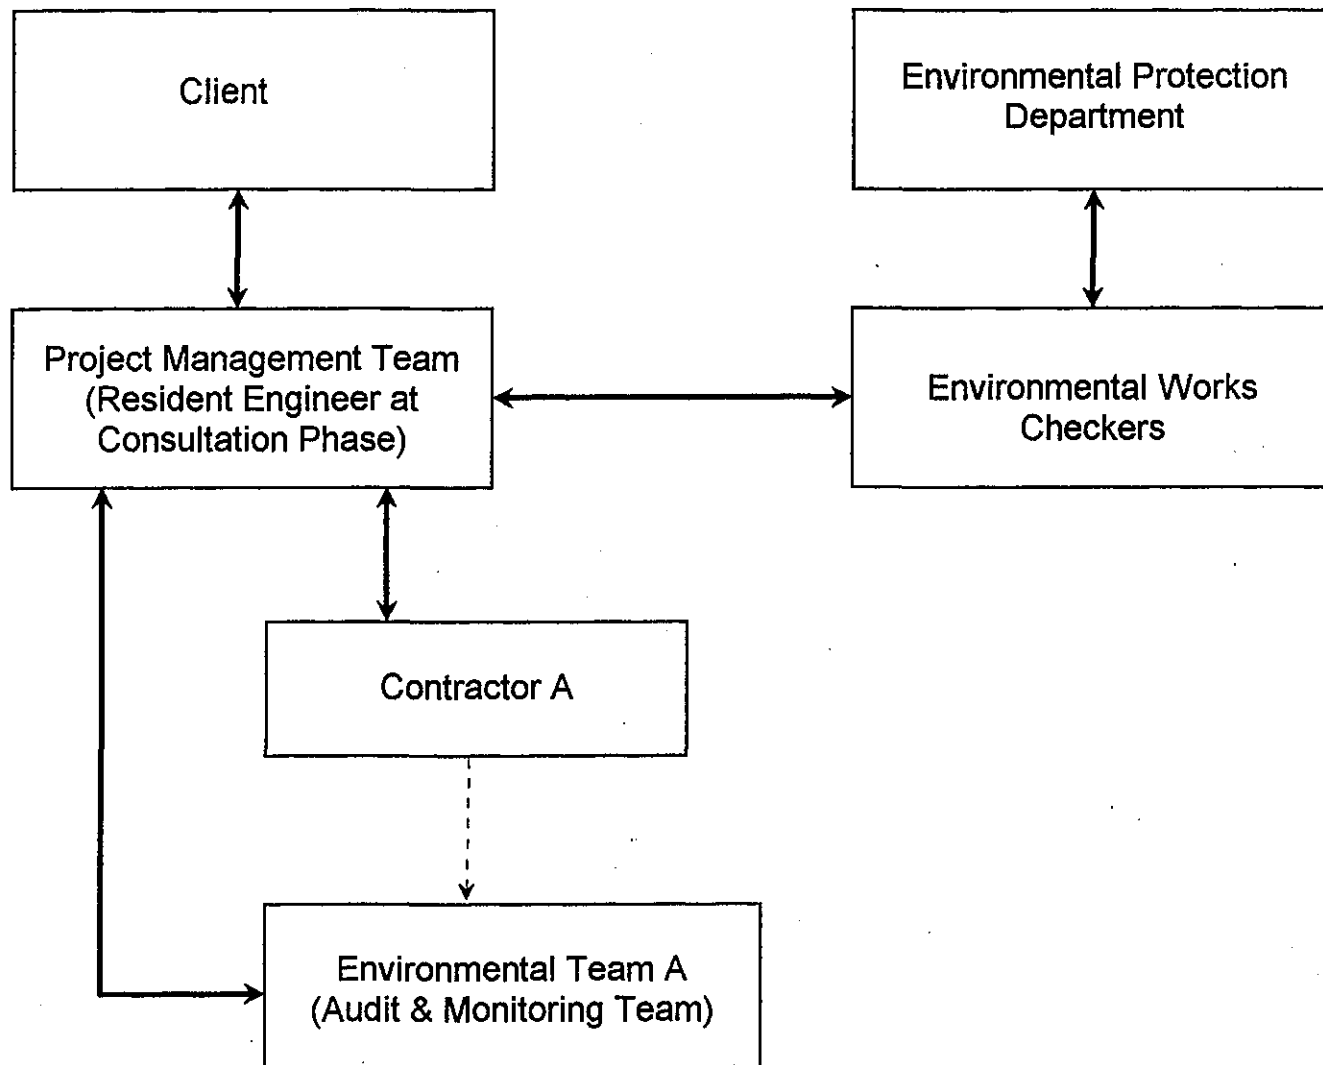 Client
Environmental Protection
Department
Project Management Team
(Resident Engineer at
Consultation Phase)
Environmental Works
Checkers
Contractor A
Environmental Team A
(Audit & Monitoring Team)